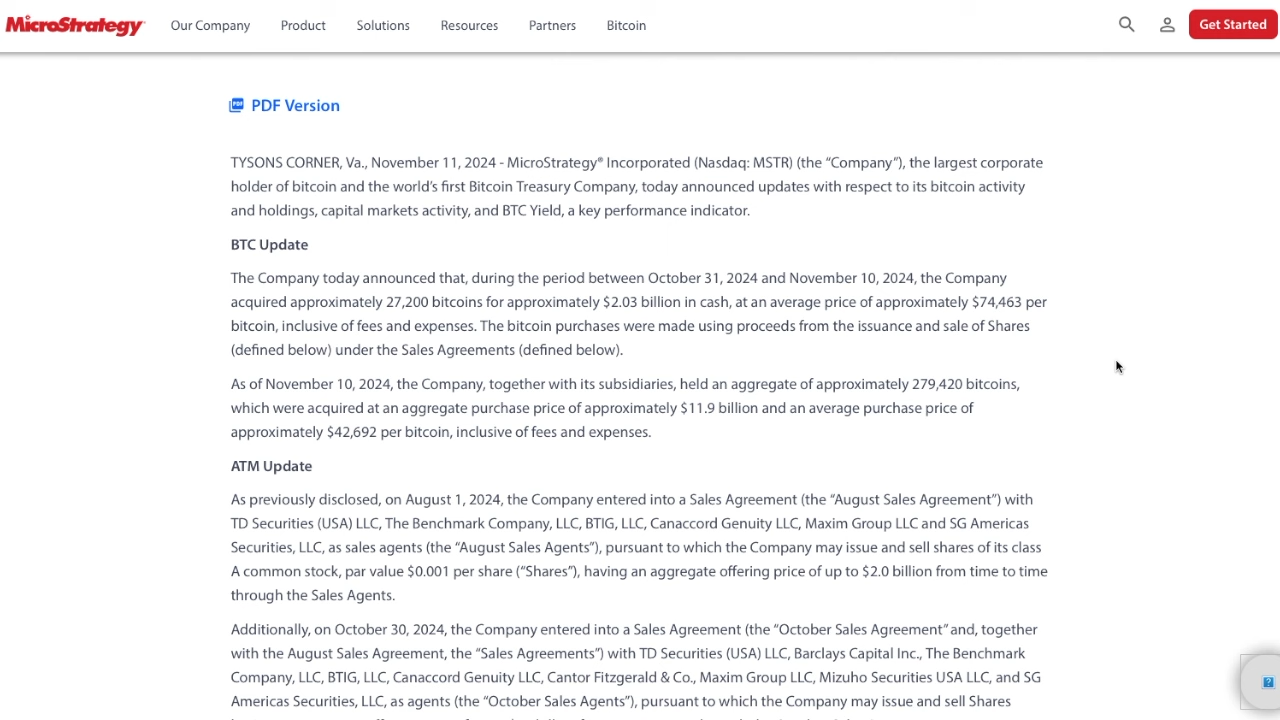 MicroStrategy Our Company Product Solutions Resources Partners Bitcoin Get Started
PDF Version
TYSONS CORNER, Va., November 11, 2024 - MicroStrategy® Incorporated (Nasdaq: MSTR) (the “Company”), the largest corporate
holder of bitcoin and the world’s first Bitcoin Treasury Company, today announced updates with respect to its bitcoin activity
and holdings, capital markets activity, and BTC Yield, a key performance indicator.
BTC Update
The Company today announced that, during the period between October 31, 2024 and November 10, 2024, the Company
acquired approximately 27,200 bitcoins for approximately $2.03 billion in cash, at an average price of approximately $74,463 per
bitcoin, inclusive of fees and expenses. The bitcoin purchases were made using proceeds from the issuance and sale of Shares
(defined below) under the Sales Agreements (defined below).
As of November 10, 2024, the Company, together with its subsidiaries, held an aggregate of approximately 279,420 bitcoins,
which were acquired at an aggregate purchase price of approximately $11.9 billion and an average purchase price of
approximately $42,692 per bitcoin, inclusive of fees and expenses.
ATM Update
As previously disclosed, on August 1, 2024, the Company entered into a Sales Agreement (the “August Sales Agreement”) with
TD Securities (USA) LLC, The Benchmark Company, LLC, BTIG, LLC, Canaccord Genuity LLC, Maxim Group LLC and SG Americas
Securities, LLC, as sales agents (the “August Sales Agents”), pursuant to which the Company may issue and sell shares of its class
A common stock, par value $0.001 per share (“Shares”), having an aggregate offering price of up to $2.0 billion from time to time
through the Sales Agents.
Additionally, on October 30, 2024, the Company entered into a Sales Agreement (the “October Sales Agreement” and, together
with the August Sales Agreement, the “Sales Agreements”) with TD Securities (USA) LLC, Barclays Capital Inc., The Benchmark
Company, LLC, BTIG, LLC, Canaccord Genuity LLC, Cantor Fitzgerald & Co., Maxim Group LLC, Mizuho Securities USA LLC, and SG
Americas Securities, LLC, as agents (the “October Sales Agents”), pursuant to which the Company may issue and sell Shares